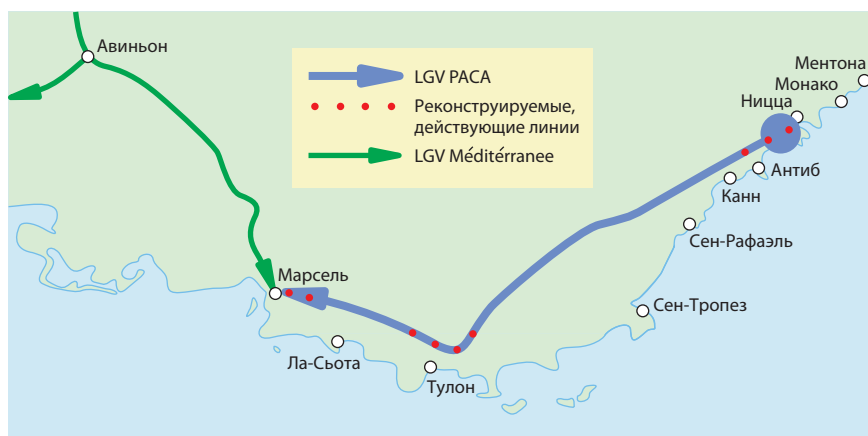 Авиньон
LGV PACA
Реконструируемые,
действующие линии
LGV Méditérranee
Ментона
Монако
Ницца
Антиб
Канн
Сен-Рафаэль
Сен-Тропез
Марсель
Ла-Сьота
Тулон